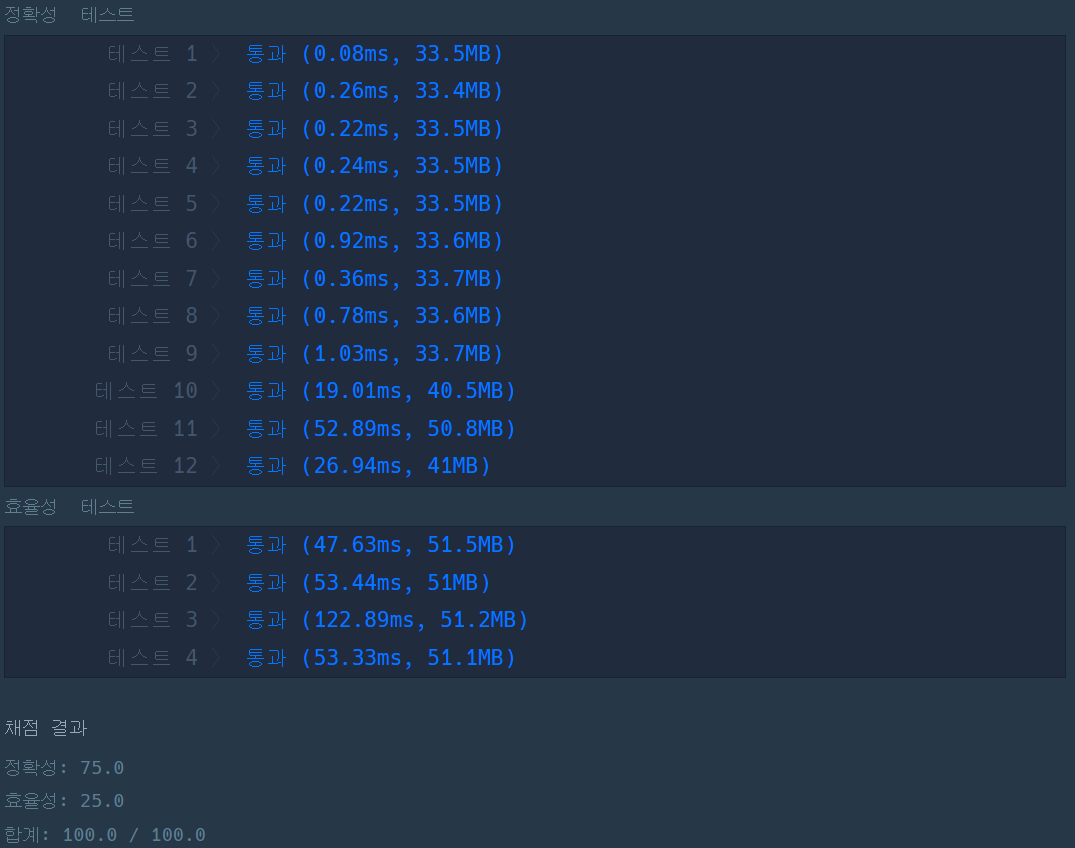 정확성 테스트
테스트 1 〉 통과 (0.08ms, 33.5MB)
테스트 2 〉 통과 (0.26ms, 33.4MB)
테스트 3 〉 통과 (0.22ms, 33.5MB)
테스트 4 〉 통과 (0.24ms, 33.5MB)
테스트 5 〉 통과 (0.22ms, 33.5MB)
테스트 6 〉 통과 (0.92ms, 33.6MB)
테스트 7 〉 통과 (0.36ms, 33.7MB)
테스트 8 〉 통과 (0.78ms, 33.6MB)
테스트 9 〉 통과 (1.03ms, 33.7MB)
테스트 10 〉 통과 (19.01ms, 40.5MB)
테스트 11 〉 통과 (52.89ms, 50.8MB)
테스트 12 〉 통과 (26.94ms, 41MB)
효율성 테스트
테스트 1 〉 통과 (47.63ms, 51.5MB)
테스트 2 〉 통과 (53.44ms, 51MB)
테스트 3 〉 통과 (122.89ms, 51.2MB)
테스트 4 〉 통과 (53.33ms, 51.1MB)
채점 결과
정확성: 75.0
효율성: 25.0
합계: 100.0 / 100.0